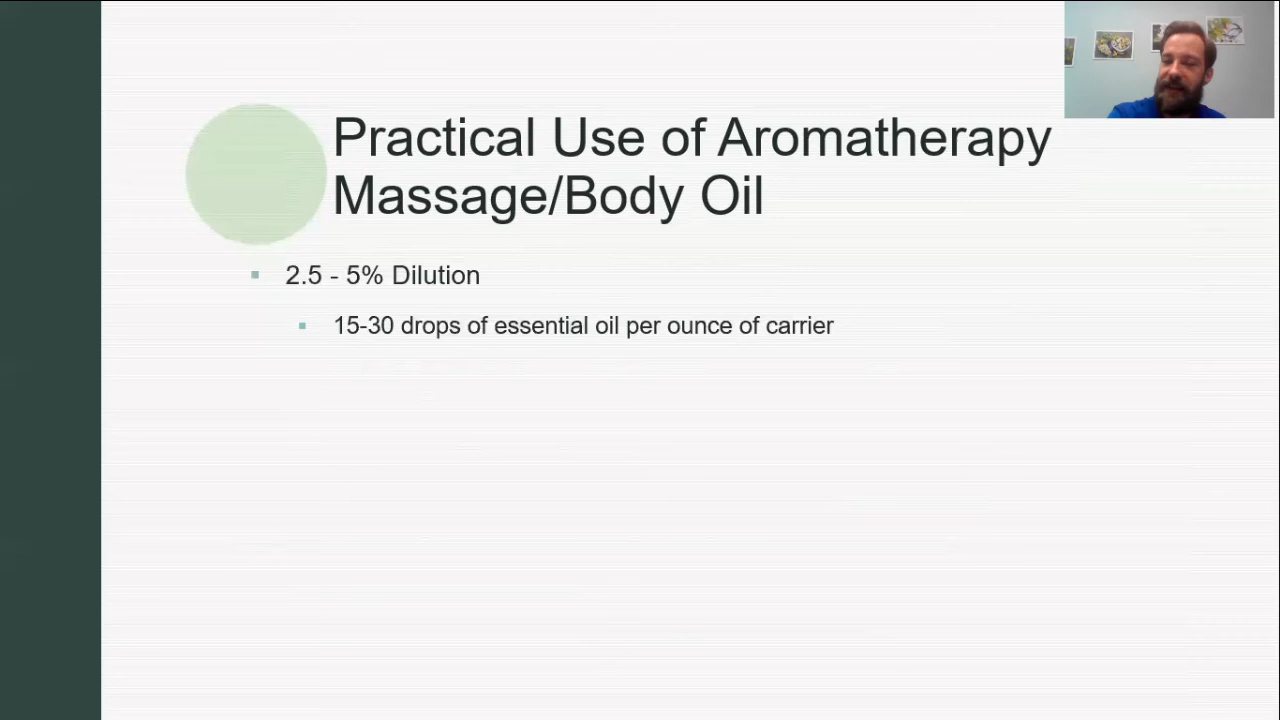 Practical Use of Aromatherapy
Massage/Body Oil
2.5 - 5% Dilution
15-30 drops of essential oil per ounce of carrier